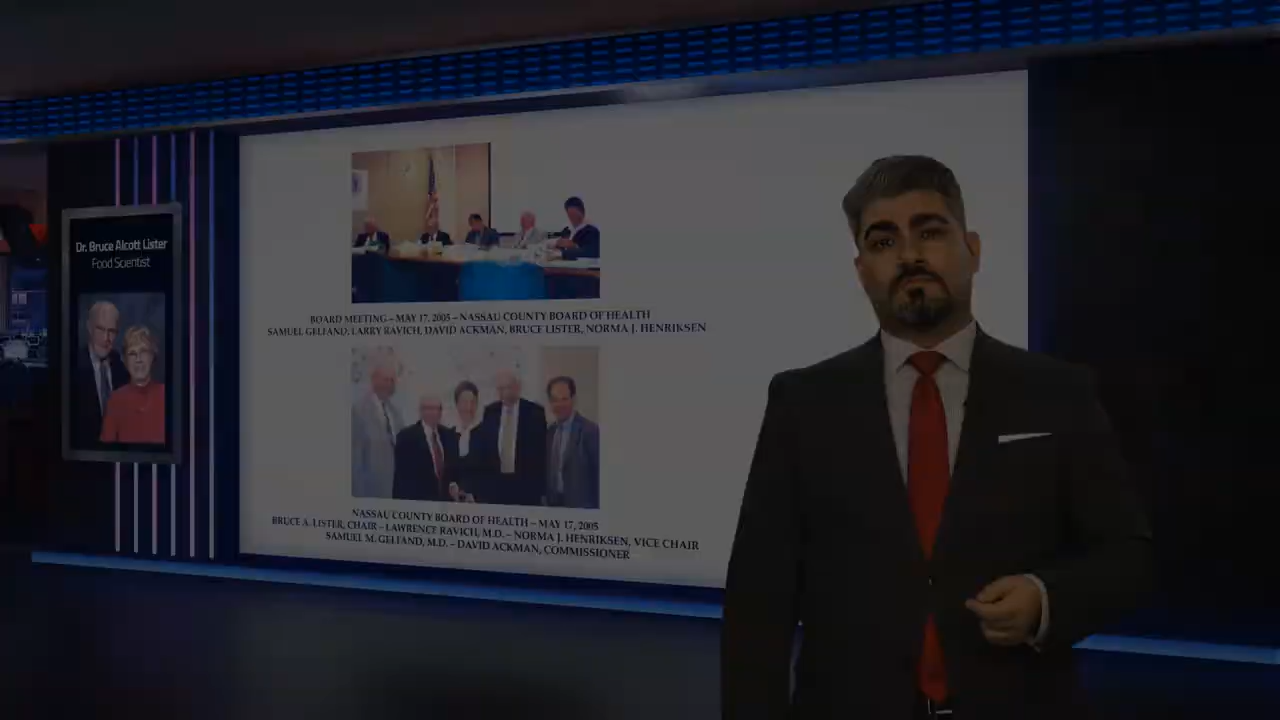 Dr. Bruce Alcott Lister
Food Scientist
BOARD MEETING – MAY 17, 2005 – NASSAU COUNTY BOARD OF HEALTH
SAMUEL GELFAND, LARRY RAVICH, DAVID ACKMAN, BRUCE LISTER, NORMA J. HENRIKSEN
NASSAU COUNTY BOARD OF HEALTH – MAY 17, 2005
BRUCE A. LISTER, CHAIR – LAWRENCE RAVICH, M.D. – NORMA J. HENRIKSEN, VICE CHAIR
SAMUEL M. GELFAND, M.D. – DAVID ACKMAN, COMMISSIONER